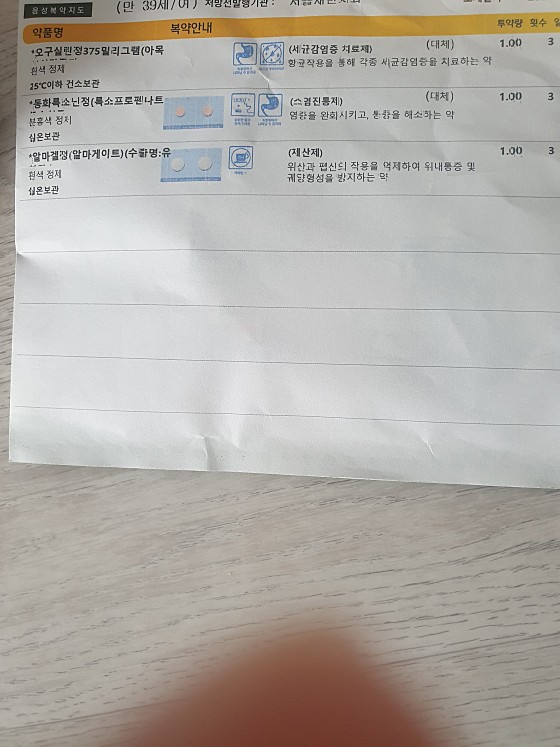 음성복약지도 (만 39세/여) 처방전발행기관 :
약품명 복약안내 투약량 횟수
*오구실린정375밀리그램(아목 (세균감염증 치료제) (대체) 1.00 3
항균작용을 통해 각종 세균감염증을 치료하는 약
흰색 정제
25℃이하 건소보관
*동화록소닌정(록소프로펜나트 (소염진통제) (대체) 1.00 3
염증을 완화시키고, 통증을 해소하는 약
분홍색 정제
실온보관
*알마겔정(알마게이트)(수출명:유 (제산제) 1.00 3
위산과 펩신의 작용을 억제하여 위내통증 및
흰색 정제
궤양형성을 방지하는 약
실온보관